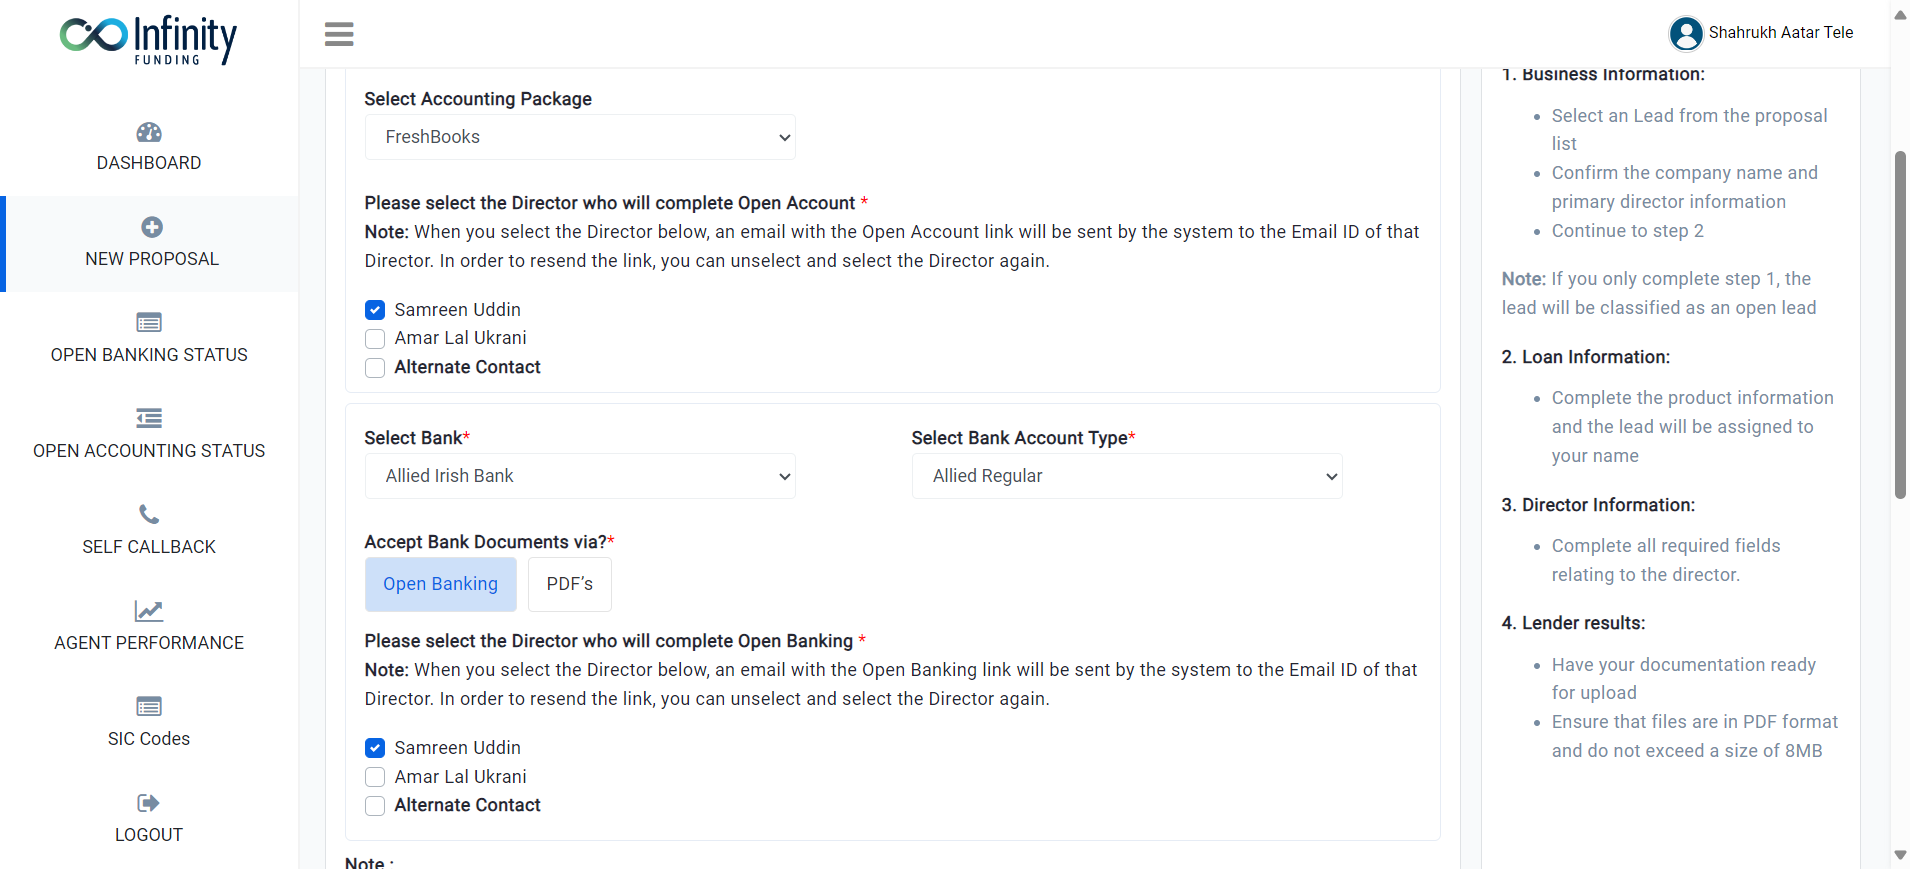 Infinity
FUNDING
Shahrukh Aatar Tele
DASHBOARD
NEW PROPOSAL
OPEN BANKING STATUS
OPEN ACCOUNTING STATUS
SELF CALLBACK
AGENT PERFORMANCE
SIC Codes
LOGOUT
Select Accounting Package
FreshBooks
Please select the Director who will complete Open Account *
Note: When you select the Director below, an email with the Open Account link will be sent by the system to the Email ID of that
Director. In order to resend the link, you can unselect and select the Director again.
Samreen Uddin
Amar Lal Ukrani
Alternate Contact
Select Bank*
Allied Irish Bank
Select Bank Account Type*
Allied Regular
Accept Bank Documents via?*
Open Banking
PDF’s
Please select the Director who will complete Open Banking *
Note: When you select the Director below, an email with the Open Banking link will be sent by the system to the Email ID of that
Director. In order to resend the link, you can unselect and select the Director again.
Samreen Uddin
Amar Lal Ukrani
Alternate Contact
Note :
1. Business Information:
• Select an Lead from the proposal
list
• Confirm the company name and
primary director information
• Continue to step 2
Note: If you only complete step 1, the
lead will be classified as an open lead
2. Loan Information:
• Complete the product information
and the lead will be assigned to
your name
3. Director Information:
• Complete all required fields
relating to the director.
4. Lender results:
• Have your documentation ready
for upload
• Ensure that files are in PDF format
and do not exceed a size of 8MB